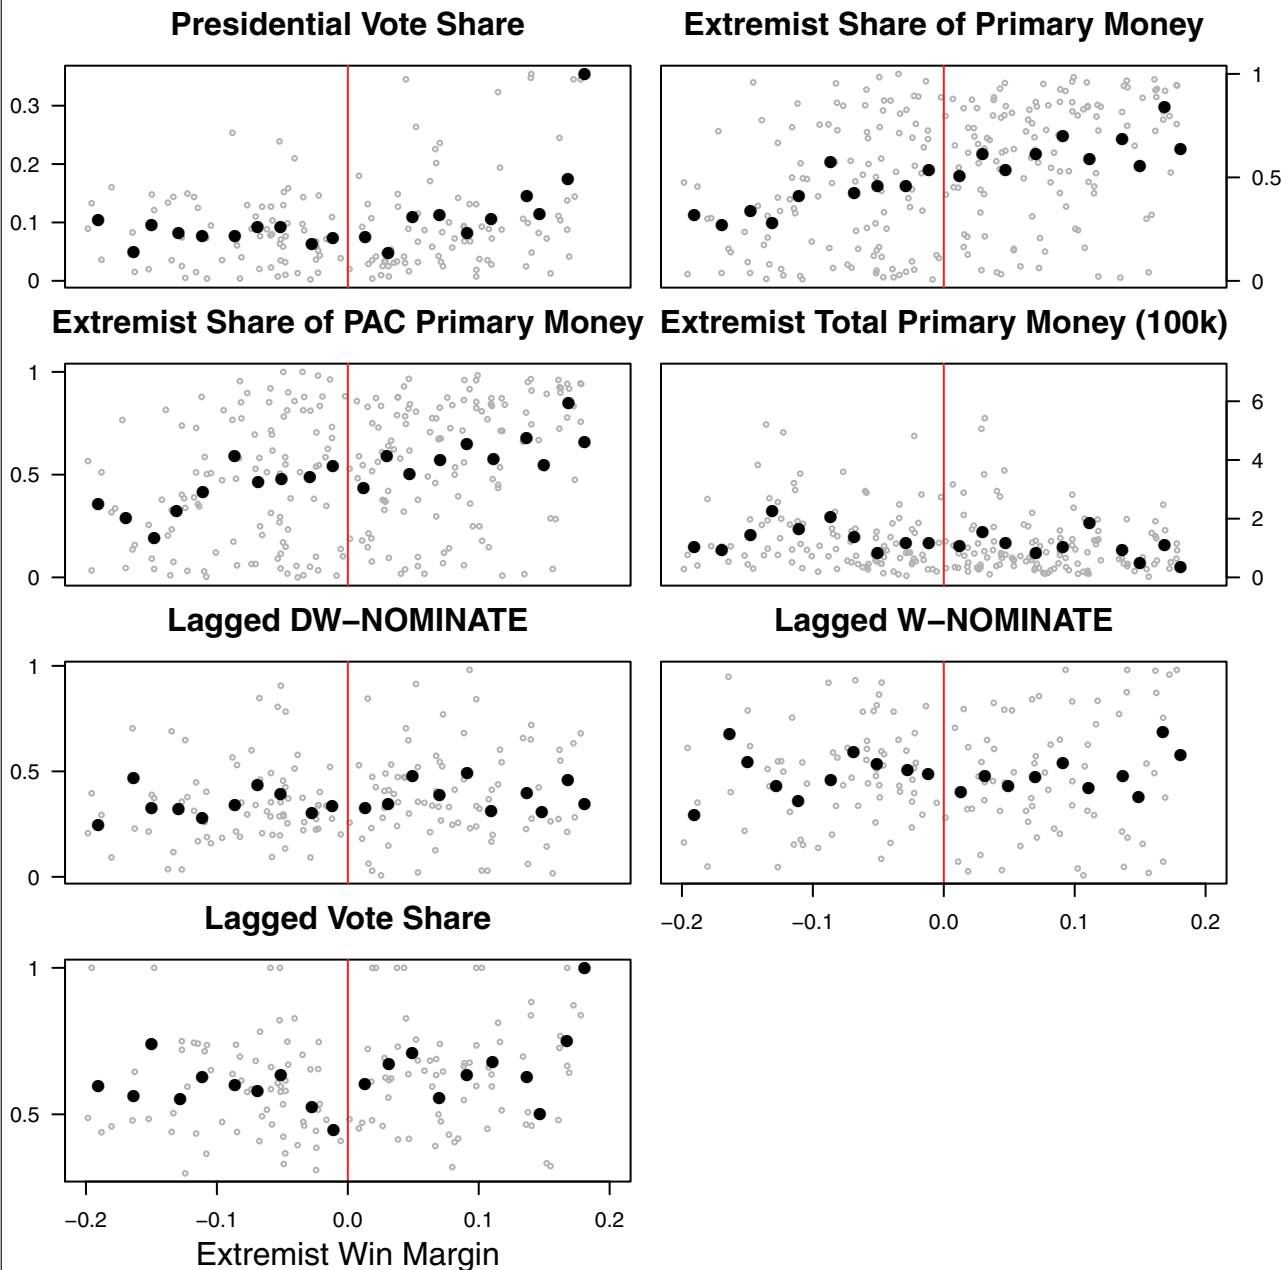 Presidential Vote Share
Extremist Share of Primary Money
0.3
0.2
0.1
0
1
0.5
0
Extremist Share of PAC Primary Money
Extremist Total Primary Money (100k)
1
0.5
0
6
4
2
0
Lagged DW−NOMINATE
Lagged W−NOMINATE
1
0.5
0
−0.2 −0.1 0.0 0.1 0.2
Lagged Vote Share
1
0.5
−0.2 −0.1 0.0 0.1 0.2
Extremist Win Margin